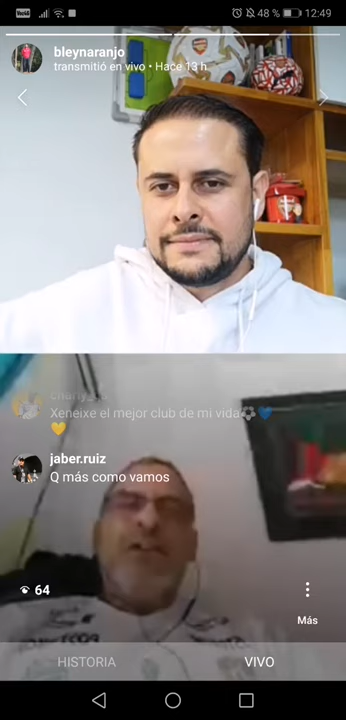 48 % 12:49
bleynaranjo
transmitió en vivo • Hace 13 h
Xeneixe el mejor club de mi vida⚽💙
💛
jaber.ruiz
Q más como vamos
64
Más
HISTORIA VIVO